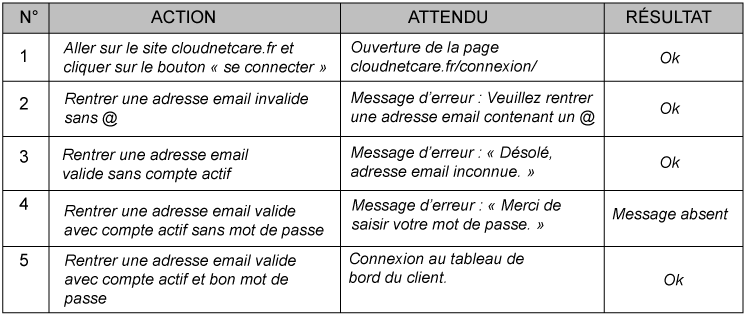 N° ACTION ATTENDU RÉSULTAT
1 Aller sur le site cloudnetcare.fr et cliquer sur le bouton « se connecter » Ouverture de la page cloudnetcare.fr/connexion/ Ok
2 Rentrer une adresse email invalide sans @ Message d'erreur : Veuillez rentrer une adresse email contenant un @ Ok
3 Rentrer une adresse email valide sans compte actif Message d'erreur : « Désolé, adresse email inconnue. » Ok
4 Rentrer une adresse email valide avec compte actif sans mot de passe Message d'erreur : « Merci de saisir votre mot de passe. » Message absent
5 Rentrer une adresse email valide avec compte actif et bon mot de passe Connexion au tableau de bord du client. Ok